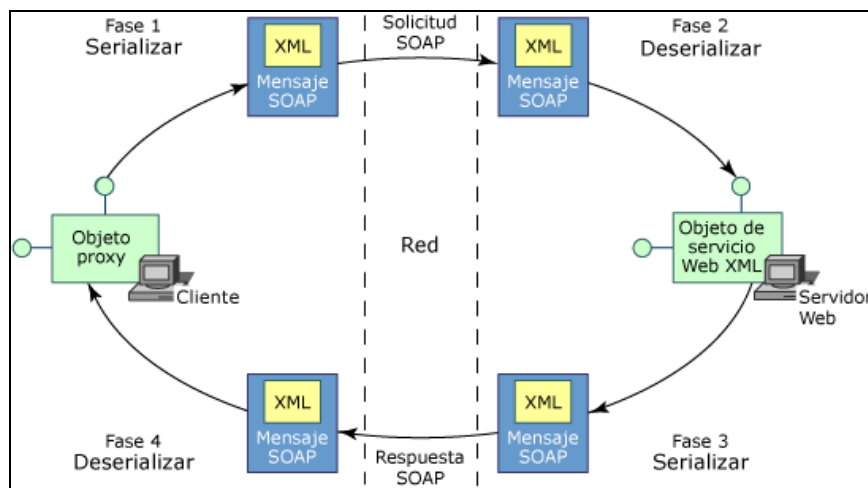 Fase 1
Serializar
XML
Mensaje
SOAP
Solicitud
SOAP
XML
Mensaje
SOAP
Fase 2
Deserializar
Objeto
proxy
Cliente
Red
Objeto de
servicio
Web XML
Servidor
Web
Fase 4
Deserializar
XML
Mensaje
SOAP
Respuesta
SOAP
XML
Mensaje
SOAP
Fase 3
Serializar